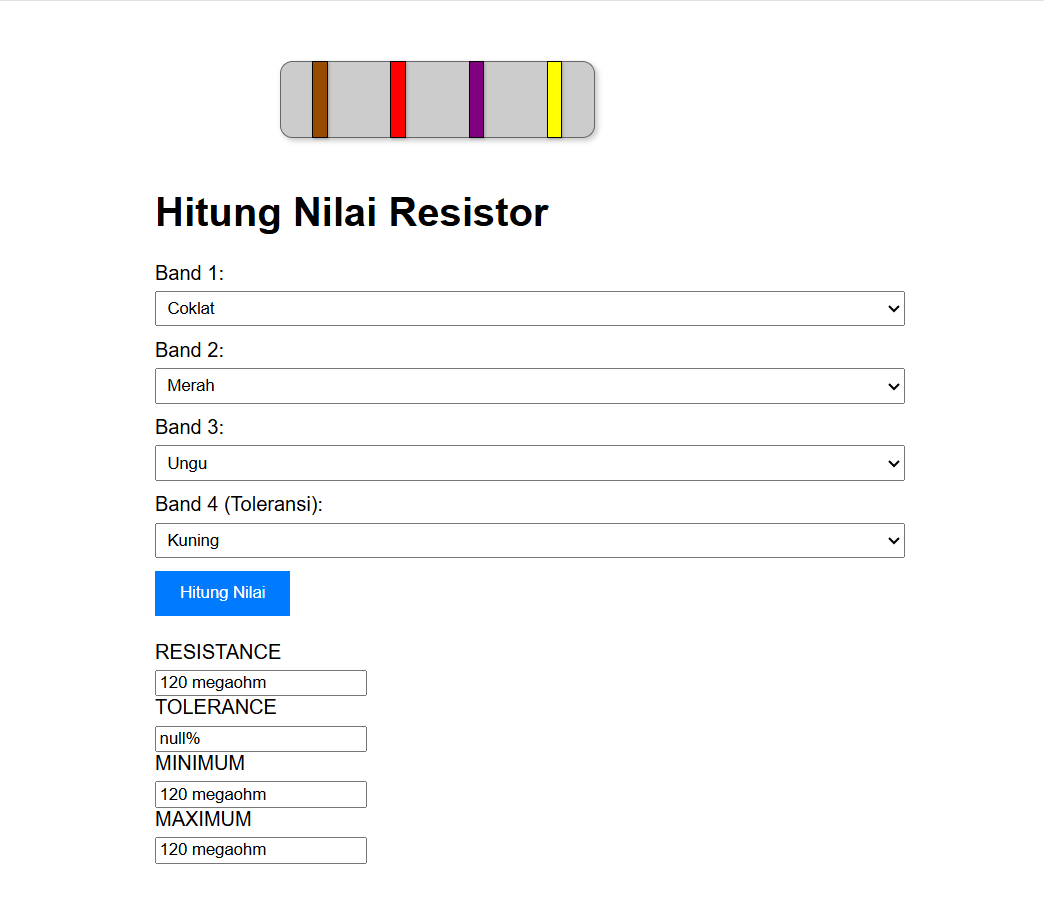 Hitung Nilai Resistor
Band 1:
Coklat
Band 2:
Merah
Band 3:
Ungu
Band 4 (Toleransi):
Kuning
Hitung Nilai
RESISTANCE
120 megaohm
TOLERANCE
null%
MINIMUM
120 megaohm
MAXIMUM
120 megaohm